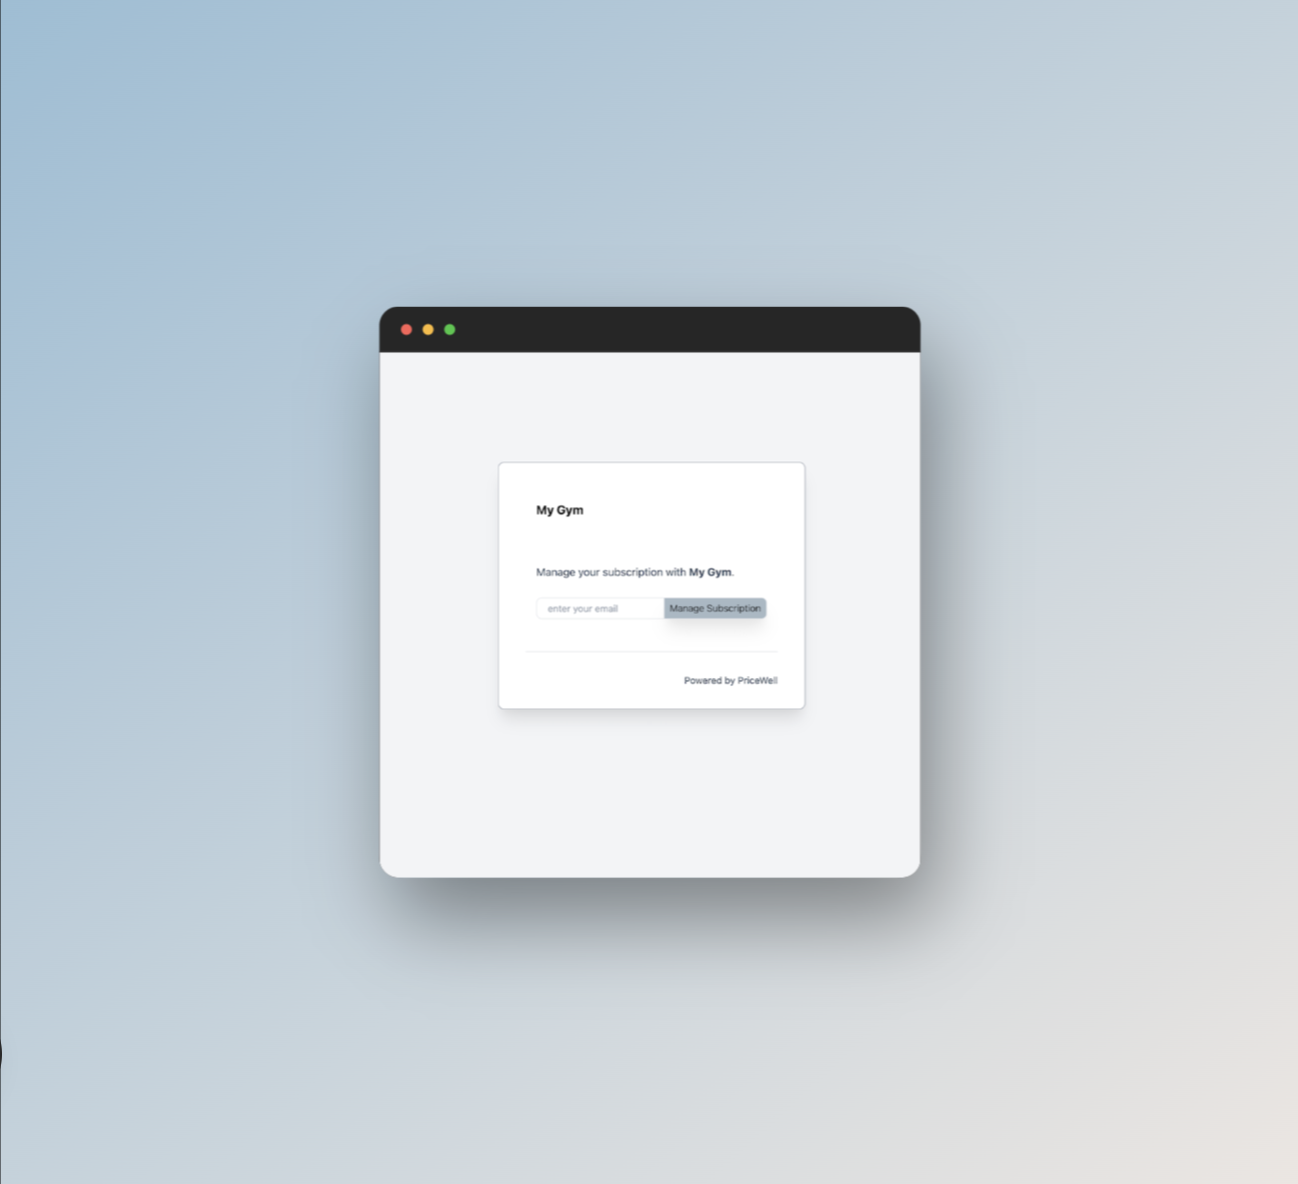 My Gym
Manage your subscription with My Gym.
enter your email
Manage Subscription
Powered by PriceWell